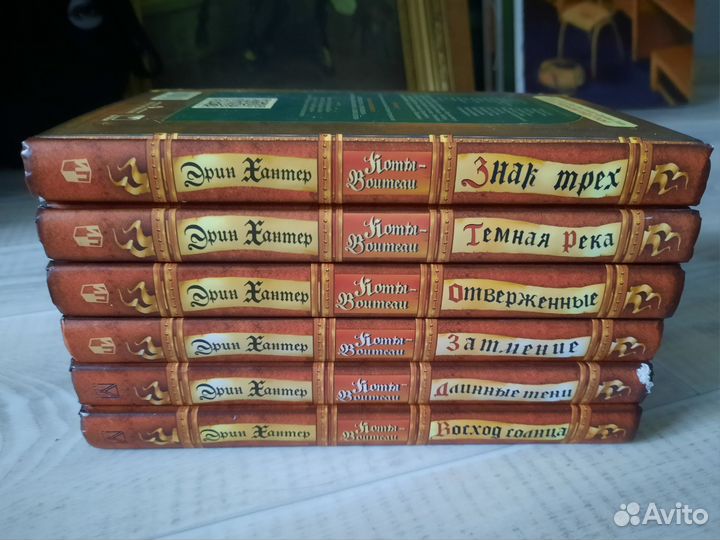 Эрин Хантер
Коты-
Воители
Знак трех
Эрин Хантер
Коты-
Воители
Темная река
Эрин Хантер
Коты-
Воители
Отверженные
Эрин Хантер
Коты-
Воители
Затмение
Эрин Хантер
Коты-
Воители
Длинные тени
Эрин Хантер
Коты-
Воители
Восход солнца
Avito